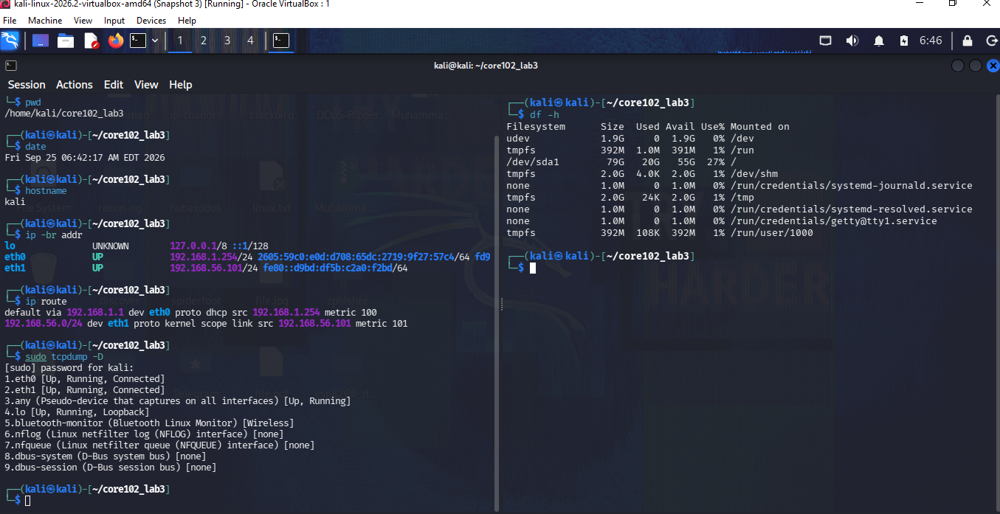 kali-linux-2026.2-virtualbox-amd64 (Snapshot 3) [Running] - Oracle VirtualBox : 1
File Machine View Input Devices Help
1 2 3 4 6:46
kali@kali: ~/core102_lab3
Session Actions Edit View Help
└─$ pwd
/home/kali/core102_lab3
┌──(kali㉿kali)-[~/core102_lab3]
└─$ date
Fri Sep 25 06:42:17 AM EDT 2026
┌──(kali㉿kali)-[~/core102_lab3]
└─$ hostname
kali
┌──(kali㉿kali)-[~/core102_lab3]
└─$ ip -br addr
lo UNKNOWN 127.0.0.1/8 ::1/128
eth0 UP 192.168.1.254/24 2605:59c0:e0d:d708:65dc:2719:9f27:57c4/64 fd9
eth1 UP 192.168.56.101/24 fe80::d9bd:df5b:c2a0:f2bd/64
┌──(kali㉿kali)-[~/core102_lab3]
└─$ ip route
default via 192.168.1.1 dev eth0 proto dhcp src 192.168.1.254 metric 100
192.168.56.0/24 dev eth1 proto kernel scope link src 192.168.56.101 metric 101
┌──(kali㉿kali)-[~/core102_lab3]
└─$ sudo tcpdump -D
[sudo] password for kali:
1.eth0 [Up, Running, Connected]
2.eth1 [Up, Running, Connected]
3.any (Pseudo-device that captures on all interfaces) [Up, Running]
4.lo [Up, Running, Loopback]
5.bluetooth-monitor (Bluetooth Linux Monitor) [Wireless]
6.nflog (Linux netfilter log (NFLOG) interface) [none]
7.nfqueue (Linux netfilter queue (NFQUEUE) interface) [none]
8.dbus-system (D-Bus system bus) [none]
9.dbus-session (D-Bus session bus) [none]
┌──(kali㉿kali)-[~/core102_lab3]
└─$
┌──(kali㉿kali)-[~/core102_lab3]
└─$ df -h
Filesystem Size Used Avail Use% Mounted on
udev 1.9G 0 1.9G 0% /dev
tmpfs 392M 1.0M 391M 1% /run
/dev/sda1 79G 20G 55G 27% /
tmpfs 2.0G 4.0K 2.0G 1% /dev/shm
none 1.0M 0 1.0M 0% /run/credentials/systemd-journald.service
tmpfs 2.0G 24K 2.0G 1% /tmp
none 1.0M 0 1.0M 0% /run/credentials/systemd-resolved.service
none 1.0M 0 1.0M 0% /run/credentials/getty@tty1.service
tmpfs 392M 108K 392M 1% /run/user/1000
┌──(kali㉿kali)-[~/core102_lab3]
└─$